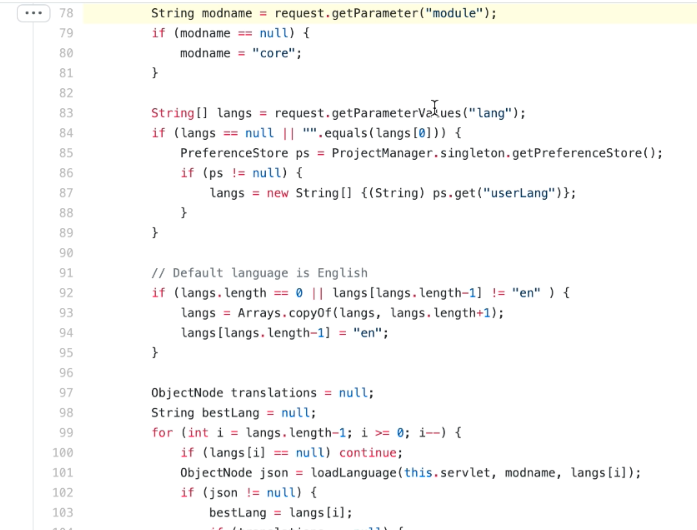 78 String modname = request.getParameter("module");
79 if (modname == null) {
80 modname = "core";
81 }
82
83 String[] langs = request.getParameterValues("lang");
84 if (langs == null || "".equals(langs[0])) {
85 PreferenceStore ps = ProjectManager.singleton.getPreferenceStore();
86 if (ps != null) {
87 langs = new String[] {(String) ps.get("userLang")};
88 }
89 }
90
91 // Default language is English
92 if (langs.length == 0 || langs[langs.length-1] != "en" ) {
93 langs = Arrays.copyOf(langs, langs.length+1);
94 langs[langs.length-1] = "en";
95 }
96
97 ObjectNode translations = null;
98 String bestLang = null;
99 for (int i = langs.length-1; i >= 0; i--) {
100 if (langs[i] == null) continue;
101 ObjectNode json = loadLanguage(this.servlet, modname, langs[i]);
102 if (json != null) {
103 bestLang = langs[i];